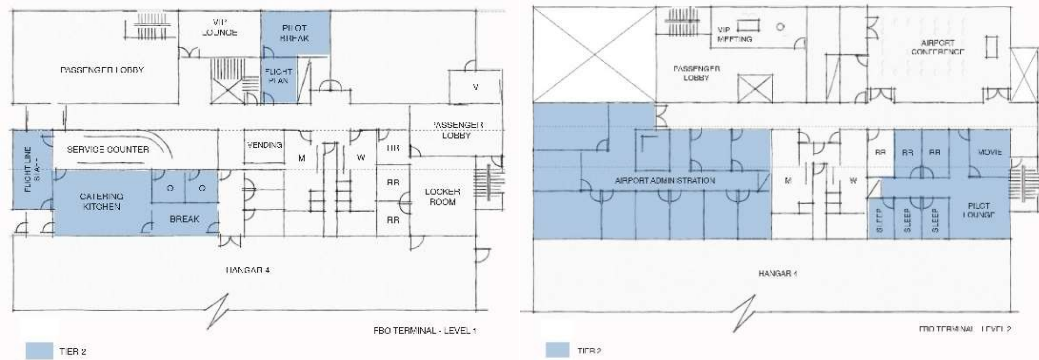 VIP
LOUNGE
PILOT
BREAK
PASSENGER LOBBY
FLIGHT
PLAN
V
PASSENGER
LOBBY
SERVICE COUNTER
VENDING
M
W
RR
FLIGHT LINE
STAFF
CATERING
KITCHEN
O
O
BREAK
RR
RR
LOCKER
ROOM
HANGAR 4
FBO TERMINAL - LEVEL 1
TIER 2
VIP
MEETING
AIRPORT
CONFERENCE
PASSENGER
LOBBY
AIRPORT ADMINISTRATION
M
W
RR
RR
RR
MOVIE
PILOT
LOUNGE
SLEEP
SLEEP
SLEEP
HANGAR 4
FBO TERMINAL - LEVEL 2
TIER 2